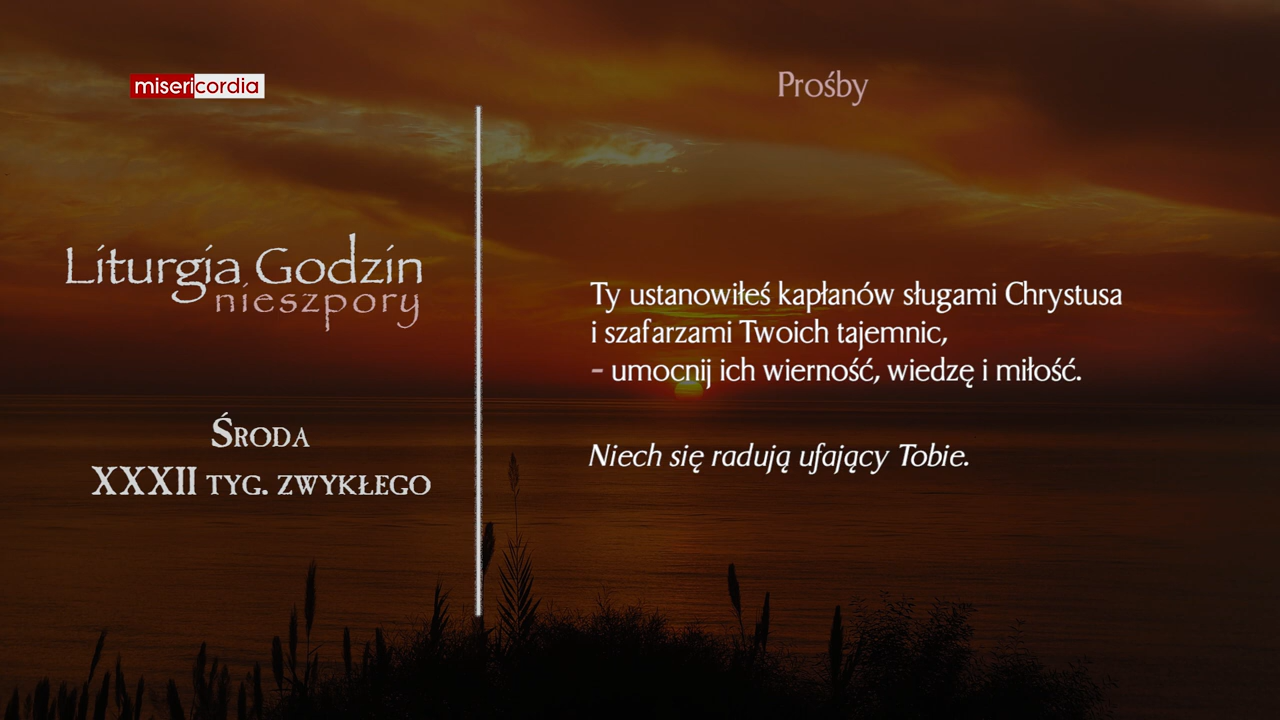 misericordia
Liturgia Godzin
nieszpory
Środa
XXXII tyg. zwykłego
Prośby
Ty ustanowiłeś kapłanów sługami Chrystusa
i szafarzami Twoich tajemnic,
– umocnij ich wierność, wiedzę i miłość.
Niech się radują ufający Tobie.